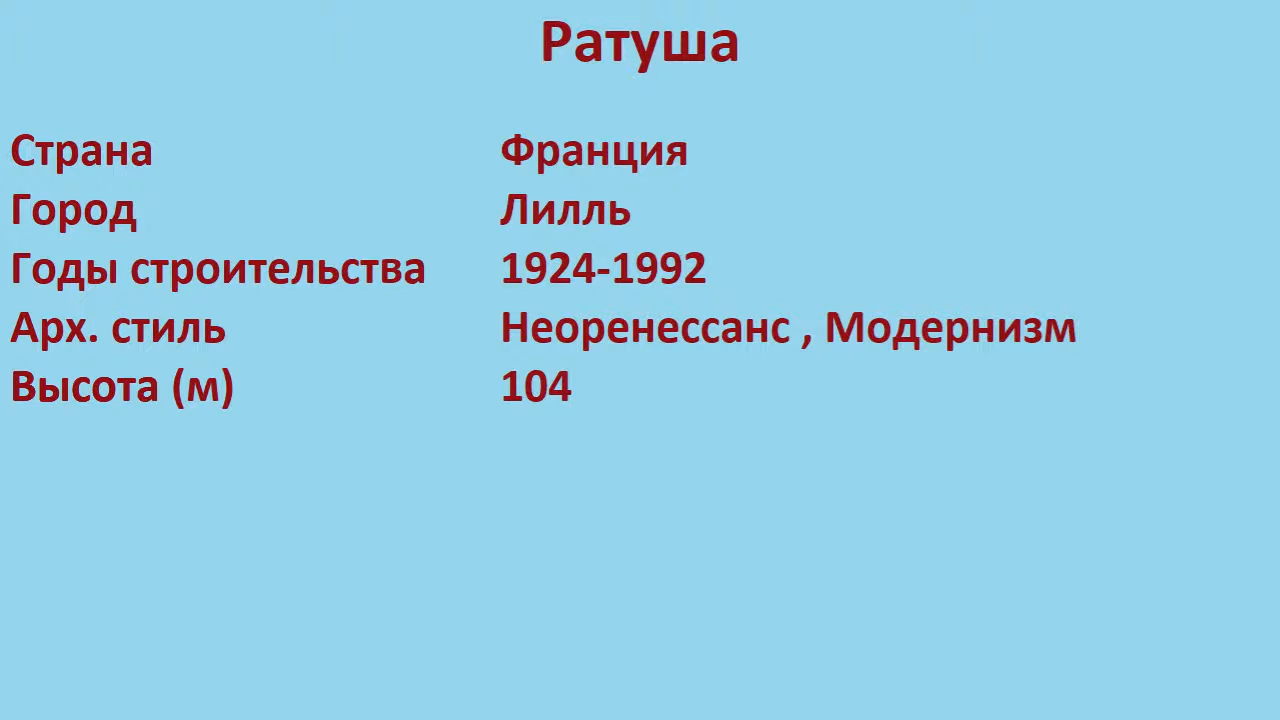 Ратуша
Страна Франция
Город Лилль
Годы строительства 1924-1992
Арх. стиль Неоренессанс , Модернизм
Высота (м) 104